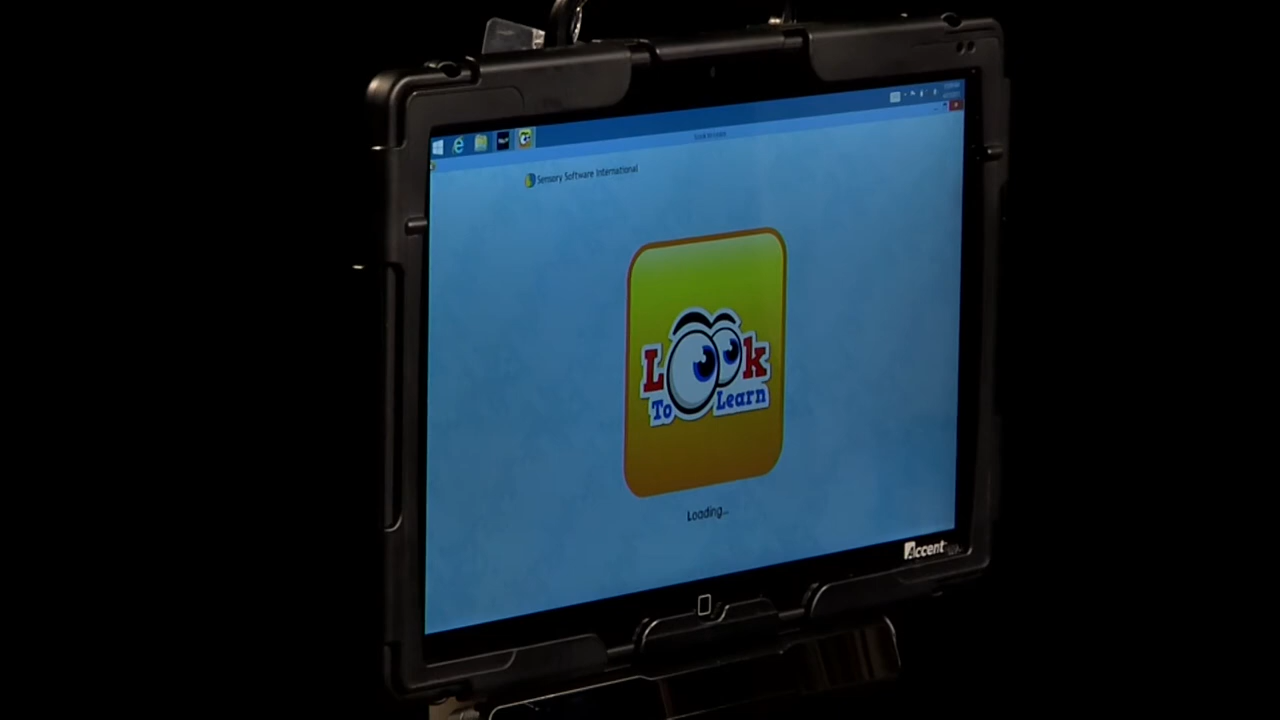 Sensory Software International
Look
To Learn
Loading...
Accent